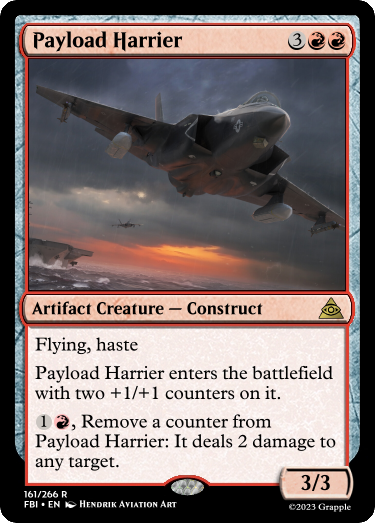 Payload Harrier 3
Artifact Creature — Construct
Flying, haste
Payload Harrier enters the battlefield
with two +1/+1 counters on it.
1 , Remove a counter from
Payload Harrier: It deals 2 damage to
any target.
3/3
161/266 R
FBI • EN Hendrik Aviation Art
©2023 Grapple